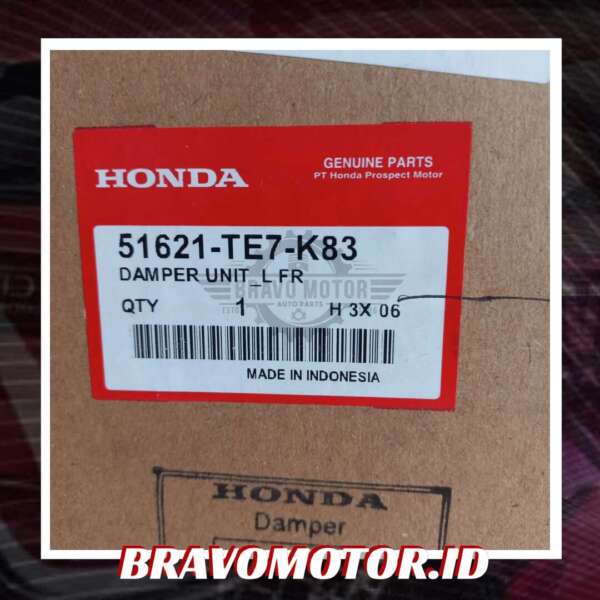 HONDA
GENUINE PARTS
PT Honda Prospect Motor
51621-TE7-K83
DAMPER UNIT_L FR
BRAVO MOTOR
AUTO PARTS
QTY 1 H 3X 06
MADE IN INDONESIA
HONDA
Damper
BRAVOMOTOR.ID